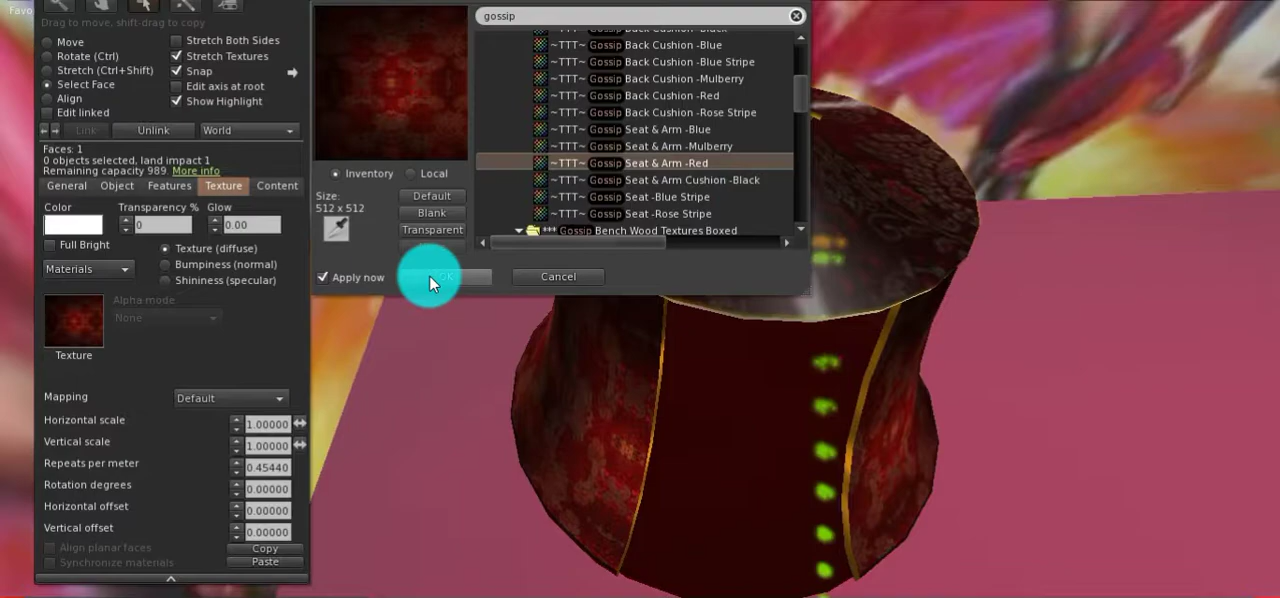 Favo
Drag to move, shift-drag to copy
Move
Rotate (Ctrl)
Stretch (Ctrl+Shift)
Select Face
Align
Edit linked
Stretch Both Sides
Stretch Textures
Snap
Edit axis at root
Show Highlight
Link
Unlink
World
Faces: 1
0 objects selected, land impact 1
Remaining capacity 989. More info
General
Object
Features
Texture
Content
Color
Transparency %
Glow
0
0.00
Full Bright
Texture (diffuse)
Bumpiness (normal)
Shininess (specular)
Materials
Alpha mode
None
Texture
Mapping
Default
Horizontal scale
1.00000
Vertical scale
1.00000
Repeats per meter
0.45440
Rotation degrees
0.00000
Horizontal offset
0.00000
Vertical offset
0.00000
Align planar faces
Copy
Synchronize materials
Paste
gossip
~TTT~ Gossip Back Cushion -Black
~TTT~ Gossip Back Cushion -Blue
~TTT~ Gossip Back Cushion -Blue Stripe
~TTT~ Gossip Back Cushion -Mulberry
~TTT~ Gossip Back Cushion -Red
~TTT~ Gossip Back Cushion -Rose Stripe
~TTT~ Gossip Seat & Arm -Blue
~TTT~ Gossip Seat & Arm -Mulberry
~TTT~ Gossip Seat & Arm -Red
~TTT~ Gossip Seat & Arm Cushion -Black
~TTT~ Gossip Seat -Blue Stripe
~TTT~ Gossip Seat -Rose Stripe
*** Gossip Bench Wood Textures Boxed
Inventory
Local
Size:
512 x 512
Default
Blank
Transparent
Apply now
OK
Cancel